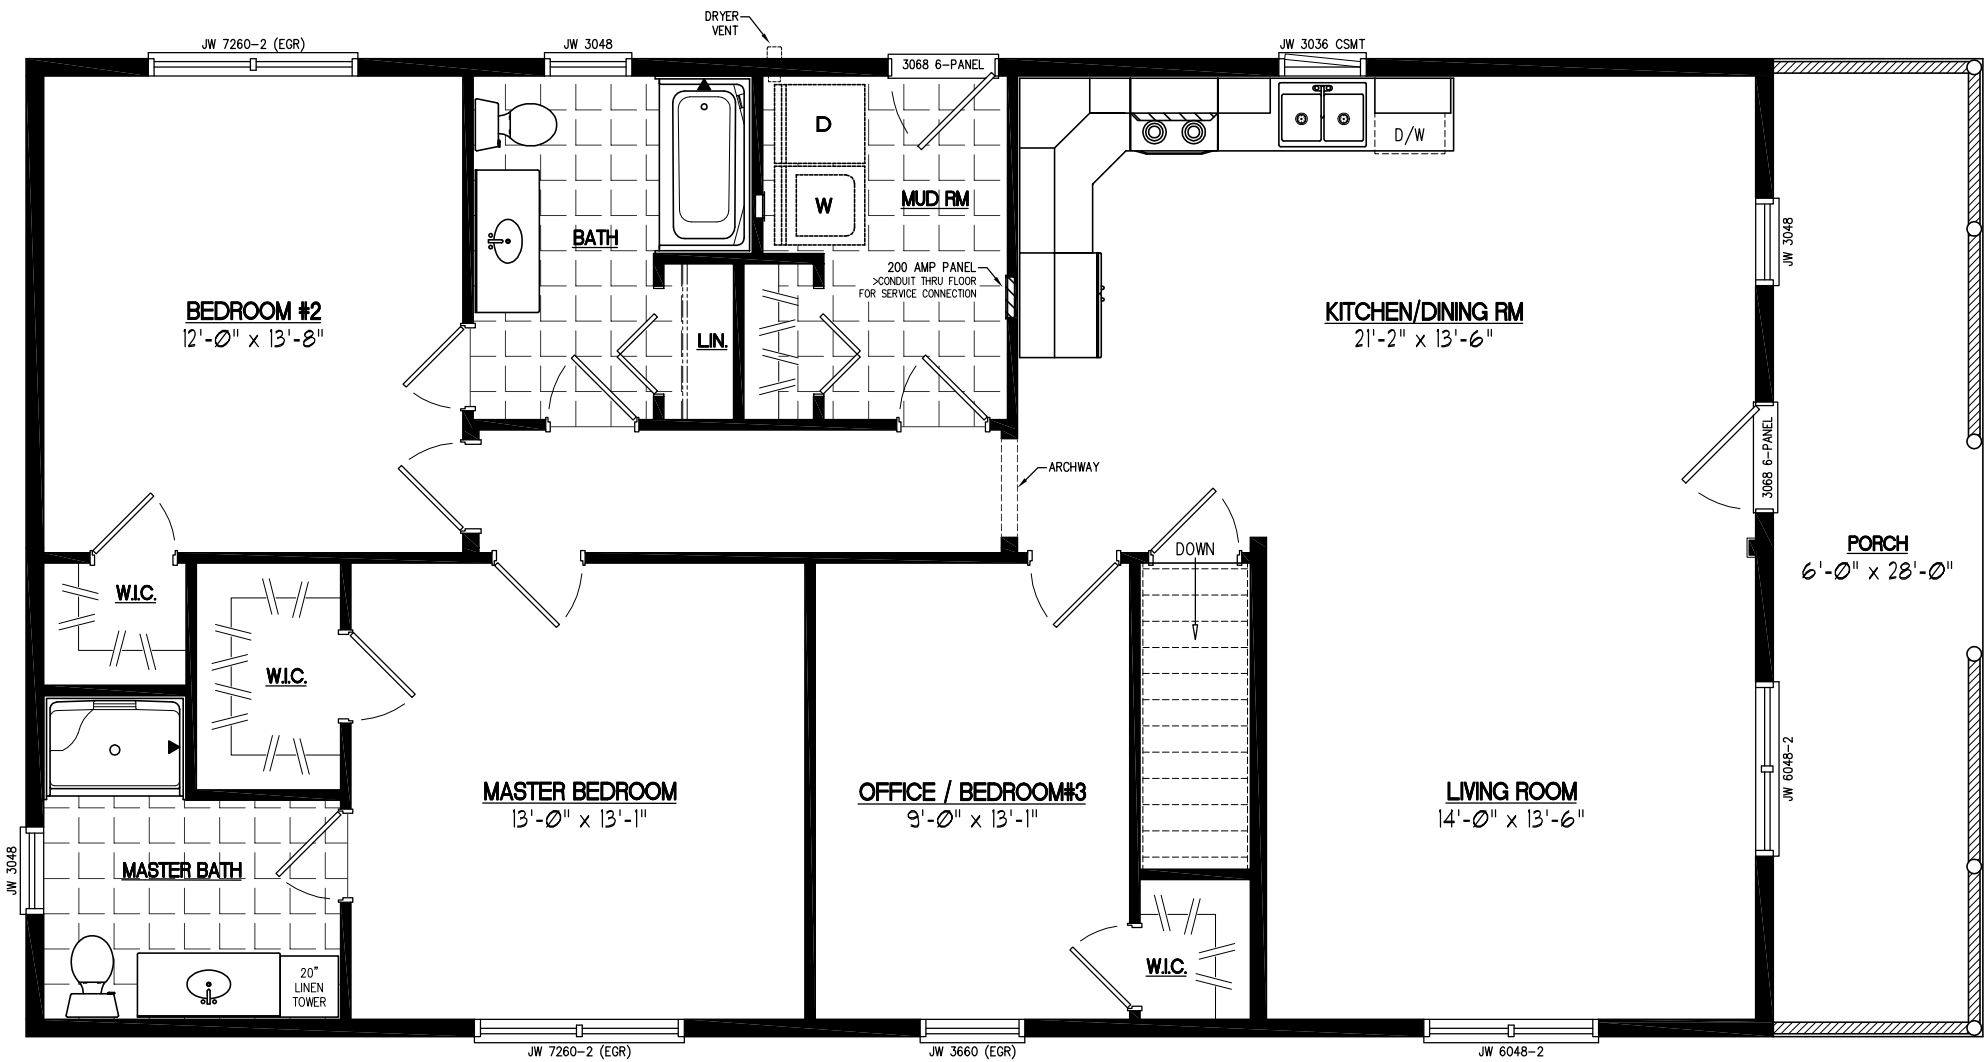 DRYER
VENT
JW 7260-2 (EGR)
JW 3048
3068 6-PANEL
JW 3036 CSMT
D
W
D/W
MUD RM
BATH
JW 3048
200 AMP PANEL
>CONDUIT THRU FLOOR
FOR SERVICE CONNECTION
BEDROOM #2
12'-0" x 13'-8"
LIN.
KITCHEN/DINING RM
21'-2" x 13'-6"
ARCHWAY
3068 6-PANEL
DOWN
PORCH
6'-0" x 28'-0"
W.I.C.
W.I.C.
JW 6048-2
MASTER BEDROOM
13'-0" x 13'-1"
OFFICE / BEDROOM#3
9'-0" x 13'-1"
LIVING ROOM
14'-0" x 13'-6"
JW 3048
MASTER BATH
W.I.C.
20"
LINEN
TOWER
JW 7260-2 (EGR)
JW 3660 (EGR)
JW 6048-2